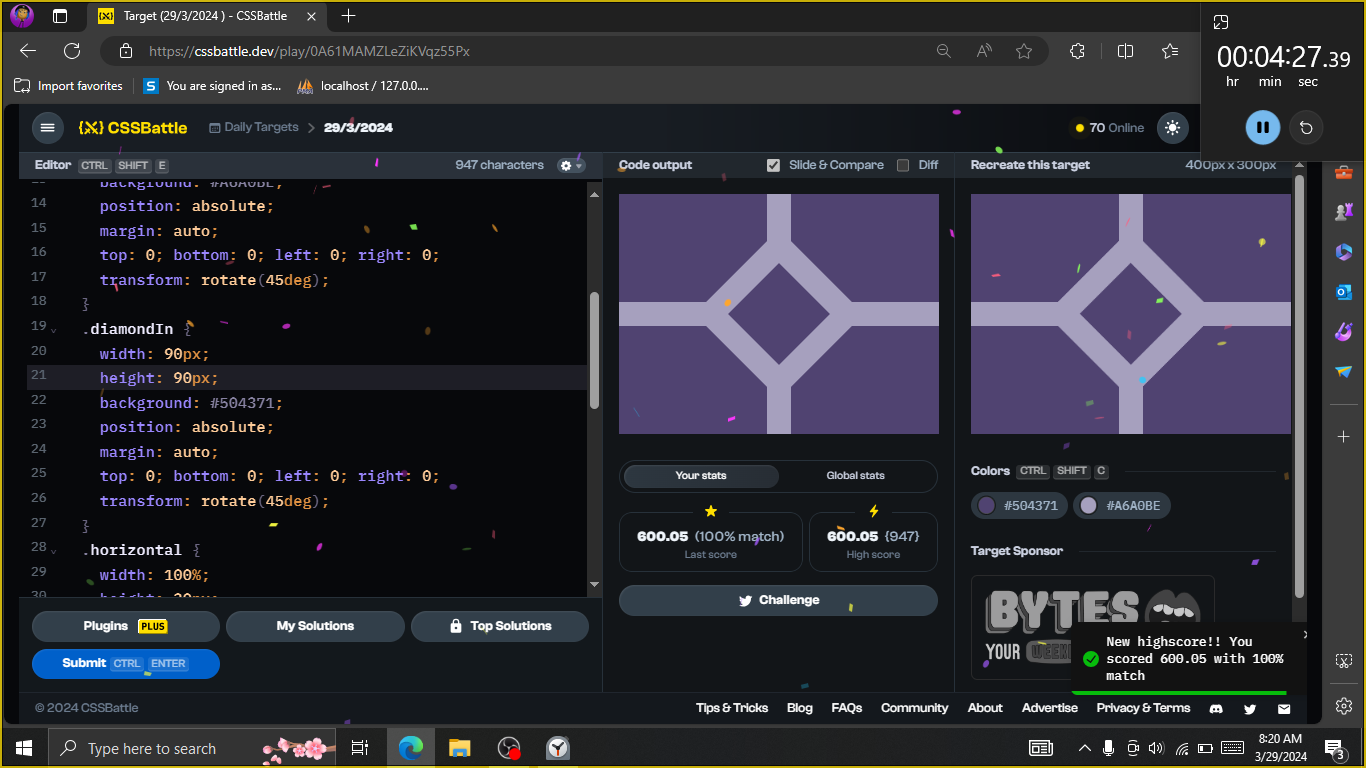 Target (29/3/2024 ) - CSSBattle
https://cssbattle.dev/play/0A61MAMZLeZiKVqz55Px
00:04:27.39
hr min sec
Import favorites
You are signed in as...
localhost / 127.0.0....
CSSBattle
Daily Targets
29/3/2024
70 Online
Editor CTRL SHIFT E
947 characters
Code output
Slide & Compare
Diff
Recreate this target
400px x 300px
background: #A6A0BE;
14 position: absolute;
15 margin: auto;
16 top: 0; bottom: 0; left: 0; right: 0;
17 transform: rotate(45deg);
18 }
19 .diamondIn {
20 width: 90px;
21 height: 90px;
22 background: #504371;
23 position: absolute;
24 margin: auto;
25 top: 0; bottom: 0; left: 0; right: 0;
26 transform: rotate(45deg);
27 }
28 .horizontal {
29 width: 100%;
Your stats
Global stats
600.05 (100% match)
Last score
600.05 {947}
High score
Challenge
Colors CTRL SHIFT C
#504371
#A6A0BE
Target Sponsor
BYTES
YOUR
Plugins PLUS
My Solutions
Top Solutions
Submit CTRL ENTER
New highscore!! You
scored 600.05 with 100%
match
© 2024 CSSBattle
Tips & Tricks
Blog
FAQs
Community
About
Advertise
Privacy & Terms
Type here to search
8:20 AM
3/29/2024
3